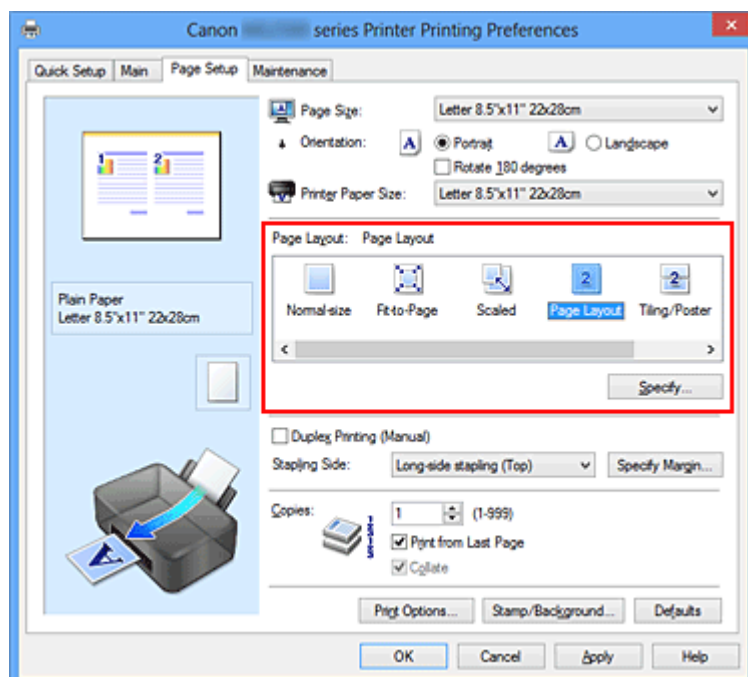 Canon series Printer Printing Preferences
Quick Setup Main Page Setup Maintenance
1 2
Plain Paper
Letter 8.5"x11" 22x28cm
Page Size: Letter 8.5"x11" 22x28cm
Orientation: A Portrait A Landscape
Rotate 180 degrees
Printer Paper Size: Letter 8.5"x11" 22x28cm
Page Layout: Page Layout
2 2
Normal-size Fit-to-Page Scaled Page Layout Tiling/Poster
Specify...
Duplex Printing (Manual)
Stapling Side: Long-side stapling (Top) Specify Margin...
Copies: 1 (1-999)
Print from Last Page
Collate
A
Print Options... Stamp/Background... Defaults
OK Cancel Apply Help